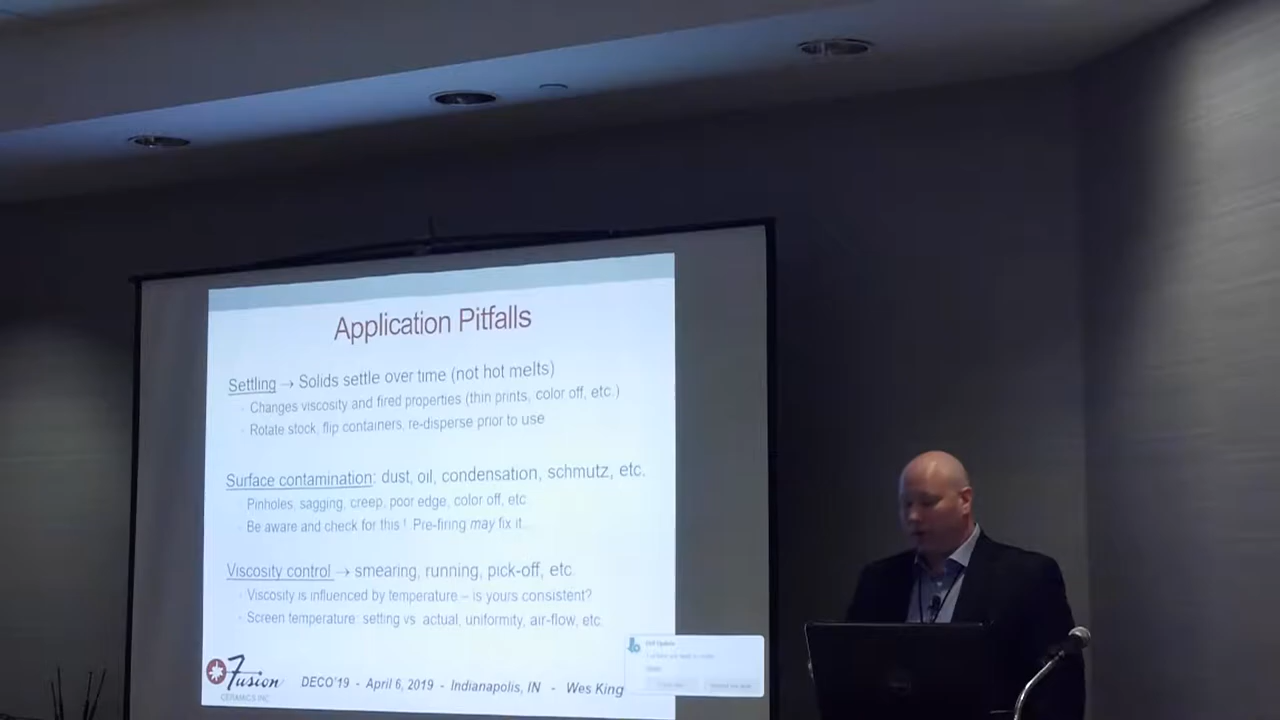 Application Pitfalls
Settling → Solids settle over time (not hot melts)
- Changes viscosity and fired properties (thin prints, color off, etc.)
- Rotate stock, flip containers, re-disperse prior to use
Surface contamination: dust, oil, condensation, schmutz, etc.
- Pinholes, sagging, creep, poor edge, color off, etc
- Be aware and check for this! Pre-firing may fix it...
Viscosity control → smearing, running, pick-off, etc.
- Viscosity is influenced by temperature – is yours consistent?
- Screen temperature: setting vs actual, uniformity, air-flow, etc.
Fusion
CERAMICS INC
DECO'19 - April 6, 2019 - Indianapolis, IN - Wes King
Update